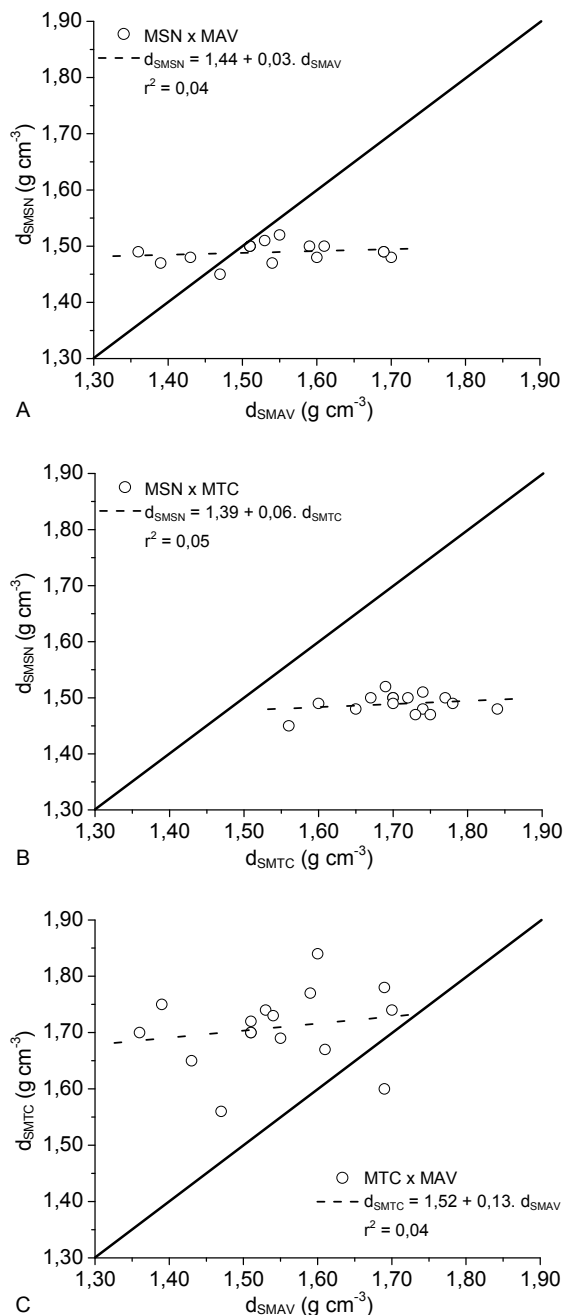 1,90
MSN x MAV
d_SMSN = 1,44 + 0,03. d_SMAV
r² = 0,04
1,80
1,70
d_SMSN (g cm⁻³)
1,60
1,50
1,40
1,30
1,30 1,40 1,50 1,60 1,70 1,80 1,90
A
d_SMAV (g cm⁻³)
1,90
MSN x MTC
d_SMSN = 1,39 + 0,06. d_SMTC
r² = 0,05
1,80
1,70
d_SMSN (g cm⁻³)
1,60
1,50
1,40
1,30
1,30 1,40 1,50 1,60 1,70 1,80 1,90
B
d_SMTC (g cm⁻³)
1,90
1,80
1,70
d_SMTC (g cm⁻³)
1,60
1,50
1,40
MTC x MAV
d_SMTC = 1,52 + 0,13. d_SMAV
r² = 0,04
1,30
1,30 1,40 1,50 1,60 1,70 1,80 1,90
C
d_SMAV (g cm⁻³)